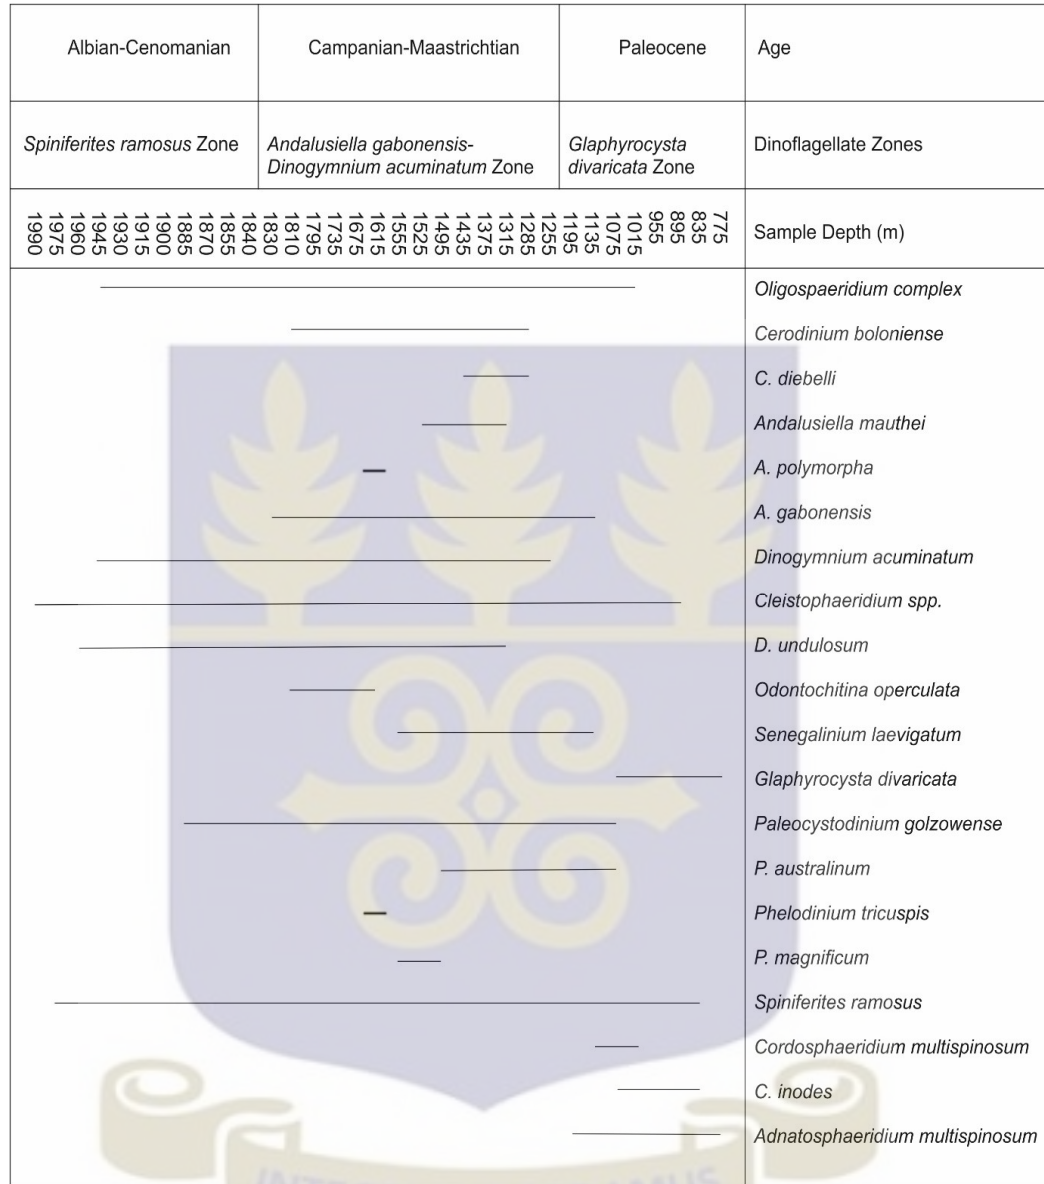 Albian-Cenomanian Campanian-Maastrichtian Paleocene Age
Spiniferites ramosus Zone Andalusiella gabonensis- Glaphyrocysta Dinoflagellate Zones
Dinogymnium acuminatum Zone divaricata Zone
1990 1975 1960 1945 1930 1915 1900 1885 1870 1855 1840 1830 1810 1795 1735 1675 1615 1555 1525 1495 1435 1375 1315 1285 1255 1195 1135 1075 1015 955 895 835 775 Sample Depth (m)
Oligospaeridium complex
Cerodinium boloniense
C. diebelli
Andalusiella mauthei
A. polymorpha
A. gabonensis
Dinogymnium acuminatum
Cleistophaeridium spp.
D. undulosum
Odontochitina operculata
Senegalinium laevigatum
Glaphyrocysta divaricata
Paleocystodinium golzowense
P. australinum
Phelodinium tricuspis
P. magnificum
Spiniferites ramosus
Cordosphaeridium multispinosum
C. inodes
Adnatosphaeridium multispinosum